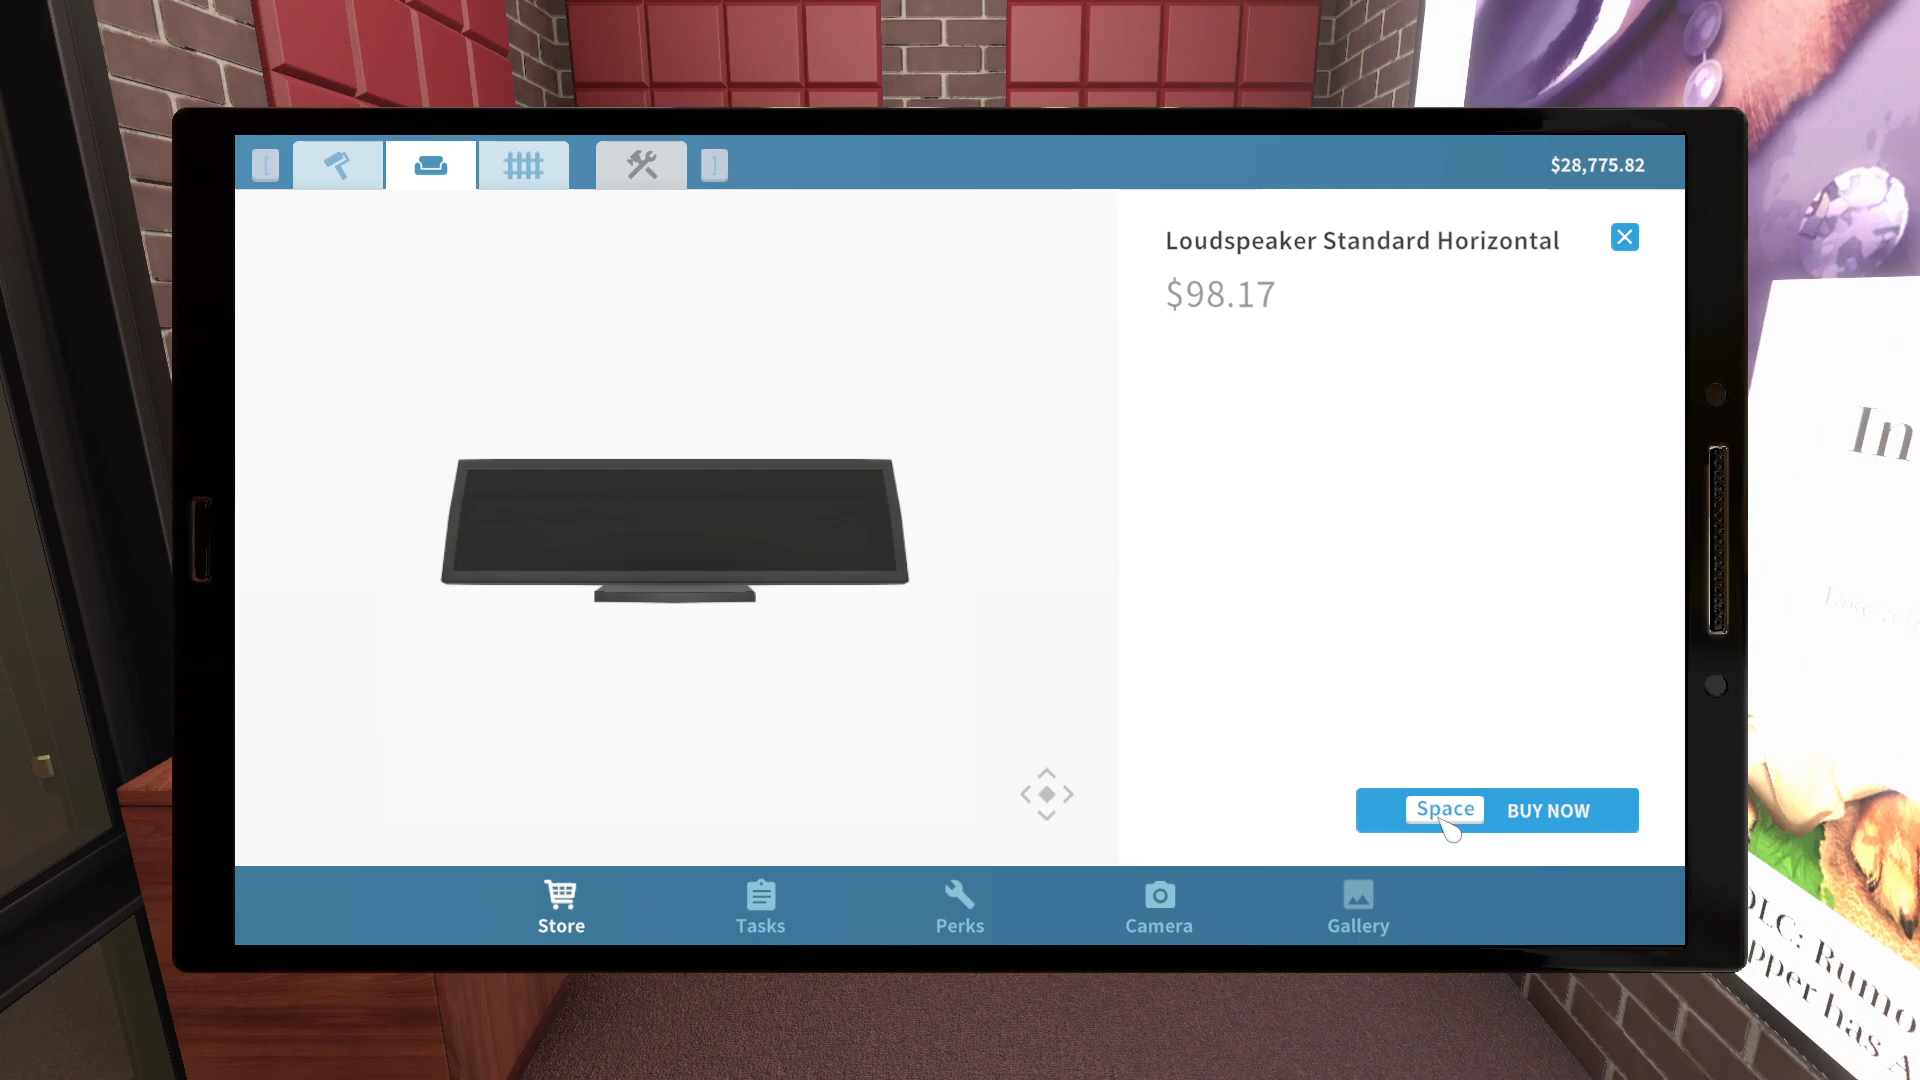 [
]
$28,775.82
Loudspeaker Standard Horizontal
$98.17
In
Space BUY NOW
Store
Tasks
Perks
Camera
Gallery
DLC: Rumo
pper has A